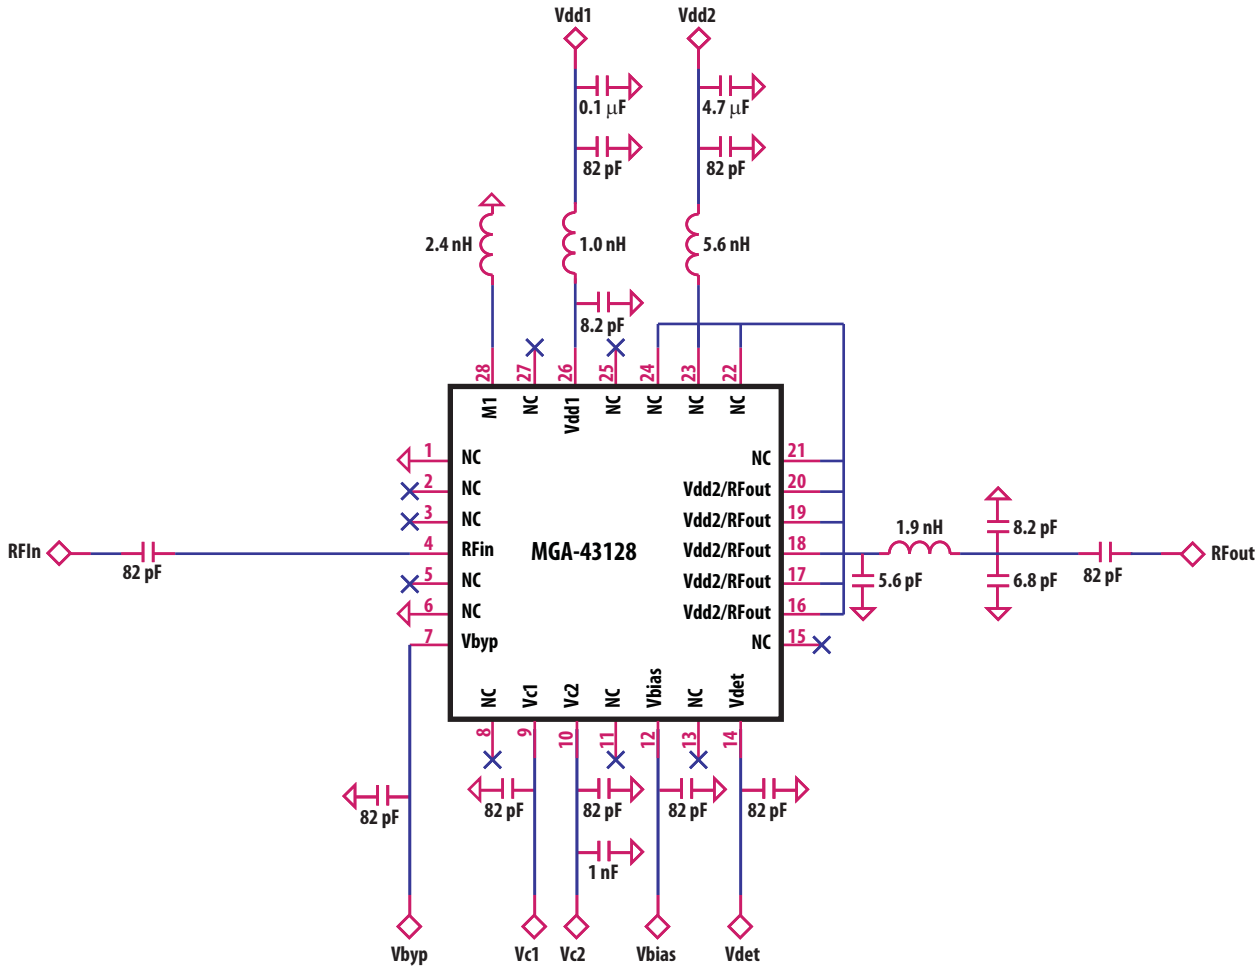 Vdd1 Vdd2
0.1 μF 4.7 μF
82 pF 82 pF
2.4 nH 1.0 nH 5.6 nH
8.2 pF
28 27 26 25 24 23 22
M1 NC Vdd1 NC NC NC NC
1 NC NC 21
2 NC Vdd2/RFout 20
3 NC Vdd2/RFout 19
1.9 nH 8.2 pF
RFIn 82 pF 4 RFin MGA-43128 Vdd2/RFout 18 82 pF RFout
5 NC Vdd2/RFout 17 5.6 pF 6.8 pF
6 NC Vdd2/RFout 16
7 Vbyp NC 15
NC Vc1 Vc2 NC Vbias NC Vdet
8 9 10 11 12 13 14
82 pF 82 pF 82 pF 82 pF 82 pF
1 nF
Vbyp Vc1 Vc2 Vbias Vdet